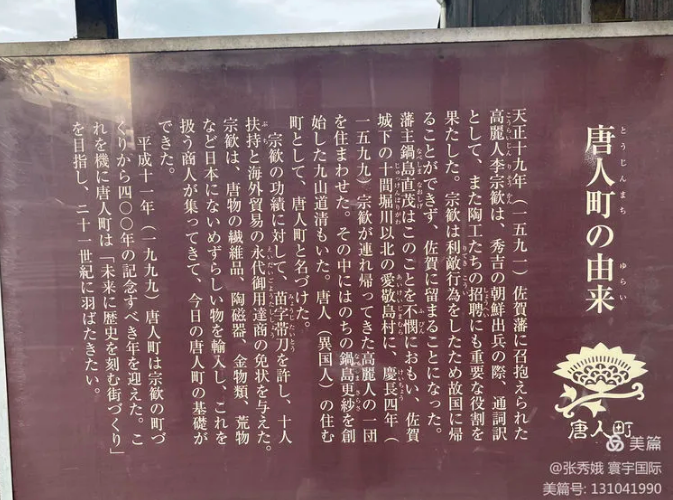 唐人町の由来
とうじんまち
ゆらい
天正十九年（一五九一）佐賀藩に召抱えられた
高麗人李宗歓は、秀吉の朝鮮出兵の際、通詞訳
として、また陶工たちの招聘にも重要な役割を
果たした。宗歓は利敵行為をしたため故国に帰
ることができず、佐賀に留まることになった。
藩主鍋島直茂はこのことを不憫におもい、佐賀
城下の十間堀川以北の愛敬島村に、慶長四年（
一五九九）宗歓が連れ帰ってきた高麗人の一団
を住まわせた。その中にはのちの鍋島更紗を創
始した九山道清もいた。唐人（異国人）の住む
町として、唐人町と名づけた。
宗歓の功績に対して、苗字帯刀を許し、十人
扶持と海外貿易の永代御用達商の免状を与えた。
宗歓は、唐物の繊維品、陶磁器、金物類、荒物
など日本にないめずらしい物を輸入し、これを
扱う商人が集ってきて、今日の唐人町の基礎が
できた。
平成十一年（一九九九）唐人町は宗歓の町づ
くりから四〇〇年の記念すべき年を迎えた。こ
れを機に唐人町は「未来に歴史を刻む街づくり」
を目指し、二十一世紀に羽ばたきたい。
唐人町
美篇
@张秀娥 寰宇国际
美篇号: 131041990